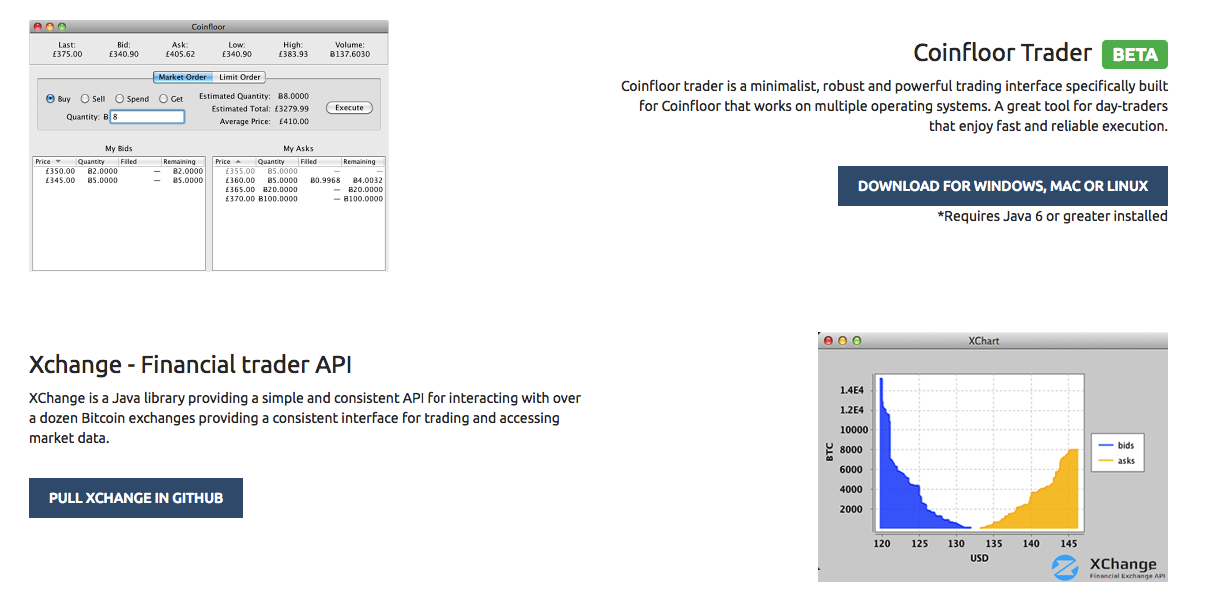 Coinfloor
Last: Bid: Ask: Low: High: Volume:
£375.00 £340.90 £405.62 £340.90 £383.93 Ƀ137.6030
Market Order Limit Order
Buy Sell Spend Get
Quantity: Ƀ 8
Estimated Quantity: Ƀ8.0000
Estimated Total: £3279.99
Average Price: £410.00
Execute
My Bids
Price Quantity Filled Remaining
£350.00 Ƀ2.0000 — Ƀ2.0000
£345.00 Ƀ5.0000 — Ƀ5.0000
My Asks
Price Quantity Filled Remaining
£355.00 Ƀ5.0000 — —
£360.00 Ƀ5.0000 Ƀ0.9968 Ƀ4.0032
£365.00 Ƀ20.0000 — Ƀ20.0000
£370.00 Ƀ100.0000 — Ƀ100.0000
Coinfloor Trader BETA
Coinfloor trader is a minimalist, robust and powerful trading interface specifically built
for Coinfloor that works on multiple operating systems. A great tool for day-traders
that enjoy fast and reliable execution.
DOWNLOAD FOR WINDOWS, MAC OR LINUX
*Requires Java 6 or greater installed
Xchange - Financial trader API
XChange is a Java library providing a simple and consistent API for interacting with over
a dozen Bitcoin exchanges providing a consistent interface for trading and accessing
market data.
PULL XCHANGE IN GITHUB
XChart
BTC
1.4E4
1.2E4
10000
8000
6000
4000
2000
120 125 130 135 140 145
USD
bids
asks
XChange
Financial Exchange API